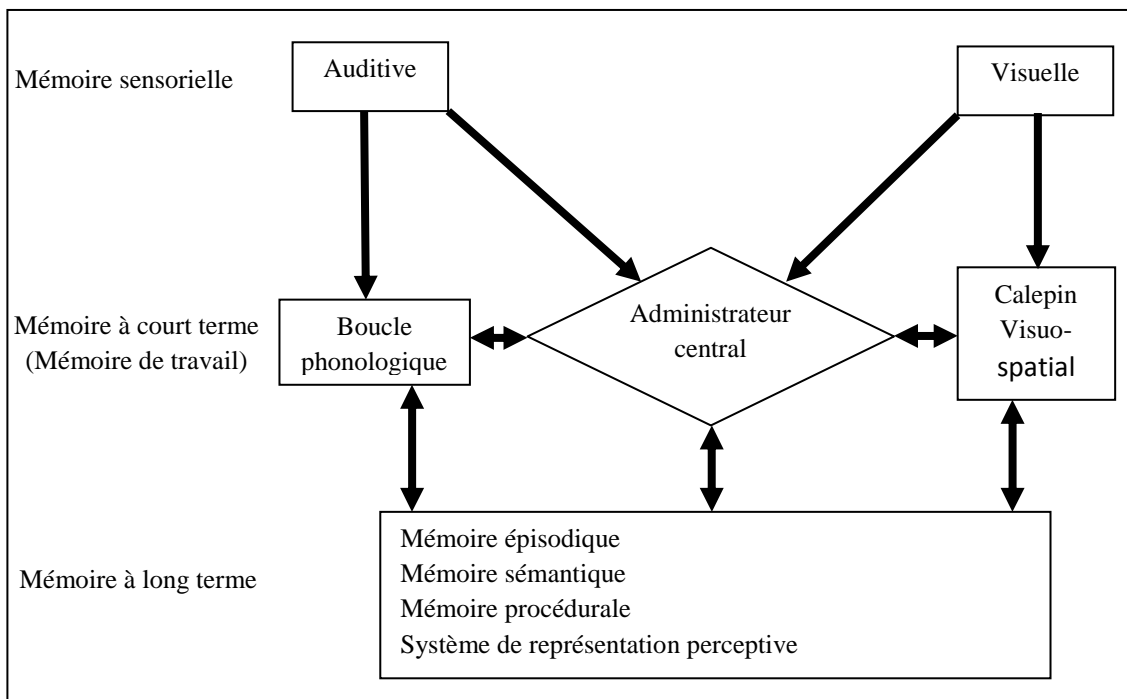 Mémoire sensorielle
Auditive
Visuelle
Mémoire à court terme
(Mémoire de travail)
Boucle
phonologique
Administrateur
central
Calepin
Visuo-
spatial
Mémoire à long terme
Mémoire épisodique
Mémoire sémantique
Mémoire procédurale
Système de représentation perceptive